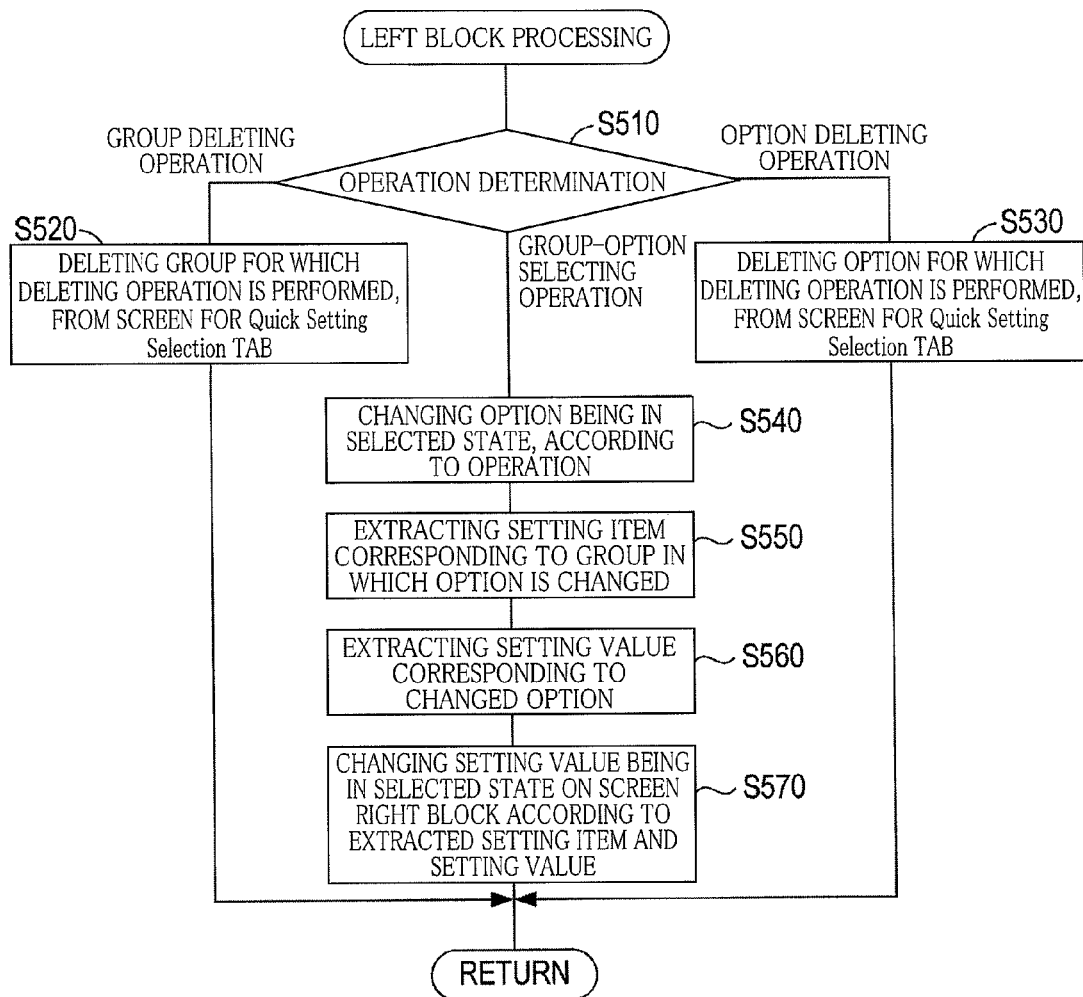 LEFT BLOCK PROCESSING
S510
GROUP DELETING
OPERATION
OPTION DELETING
OPERATION
OPERATION DETERMINATION
S520
DELETING GROUP FOR WHICH
DELETING OPERATION IS PERFORMED,
FROM SCREEN FOR Quick Setting
Selection TAB
GROUP-OPTION
SELECTING
OPERATION
S530
DELETING OPTION FOR WHICH
DELETING OPERATION IS PERFORMED,
FROM SCREEN FOR Quick Setting
Selection TAB
CHANGING OPTION BEING IN
SELECTED STATE, ACCORDING
TO OPERATION
S540
EXTRACTING SETTING ITEM
CORRESPONDING TO GROUP IN
WHICH OPTION IS CHANGED
S550
EXTRACTING SETTING VALUE
CORRESPONDING TO
CHANGED OPTION
S560
CHANGING SETTING VALUE BEING
IN SELECTED STATE ON SCREEN
RIGHT BLOCK ACCORDING TO
EXTRACTED SETTING ITEM AND
SETTING VALUE
S570
RETURN